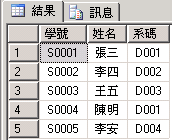 結果 訊息
學號 姓名 系碼
1 S0001 張三 D001
2 S0002 李四 D002
3 S0003 王五 D003
4 S0004 陳明 D001
5 S0005 李安 D004